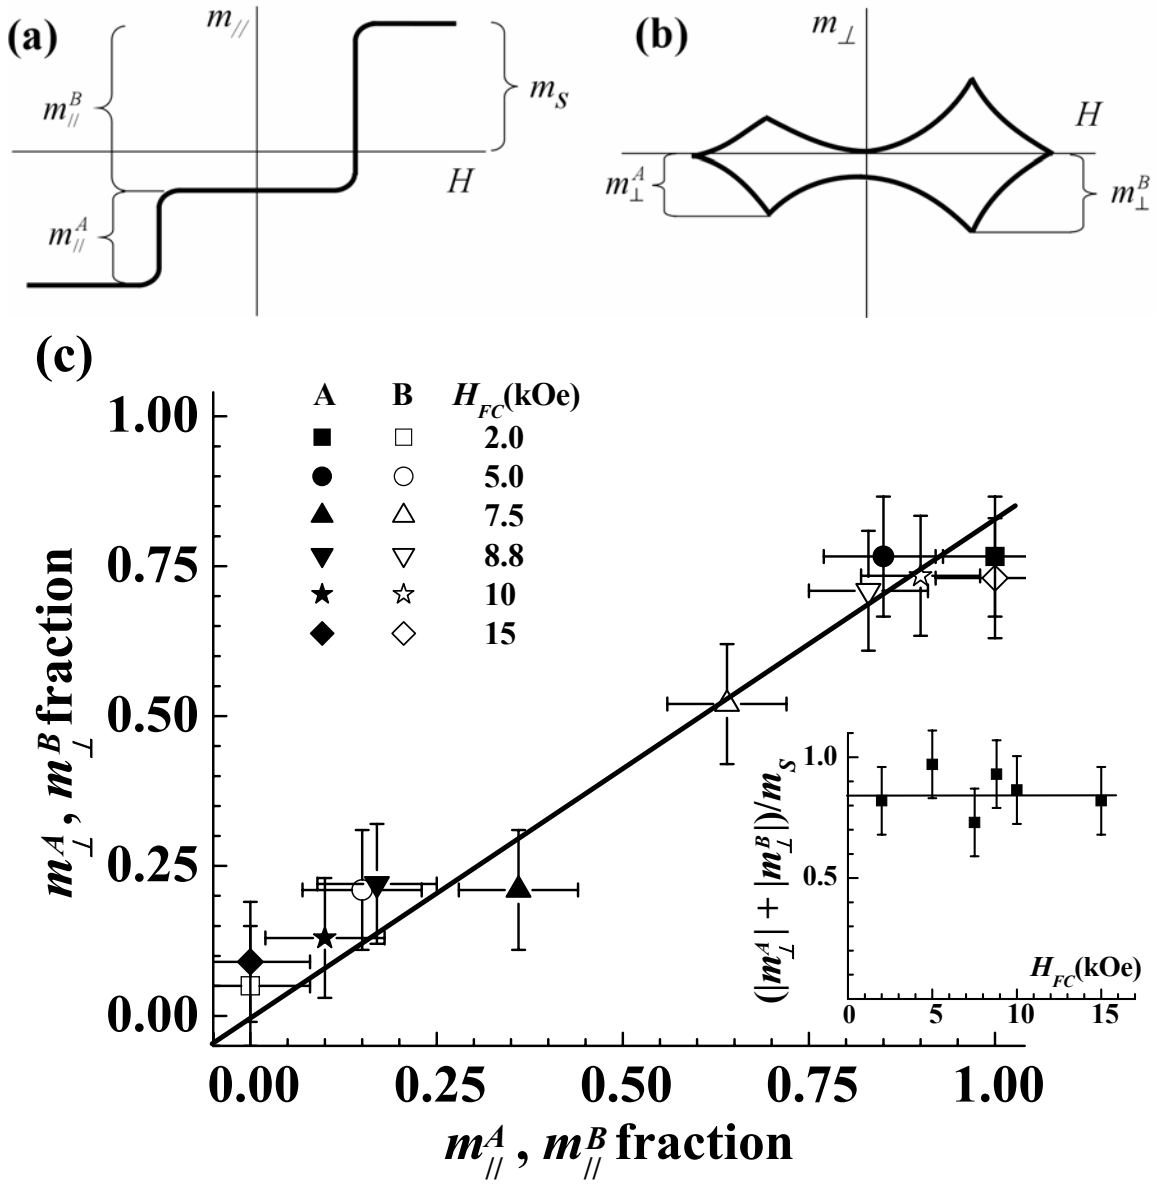 (a)
m//
m//B
mS
H
m//A
(b)
m⊥
H
m⊥A
m⊥B
(c)
A B HFC(kOe)
2.0
5.0
7.5
8.8
10
15
1.00
0.75
0.50
0.25
0.00
m⊥A , m⊥B fraction
0.00 0.25 0.50 0.75 1.00
m//A , m//B fraction
1.0
0.5
(|m⊥A| + |m⊥B|)/mS
HFC(kOe)
0 5 10 15